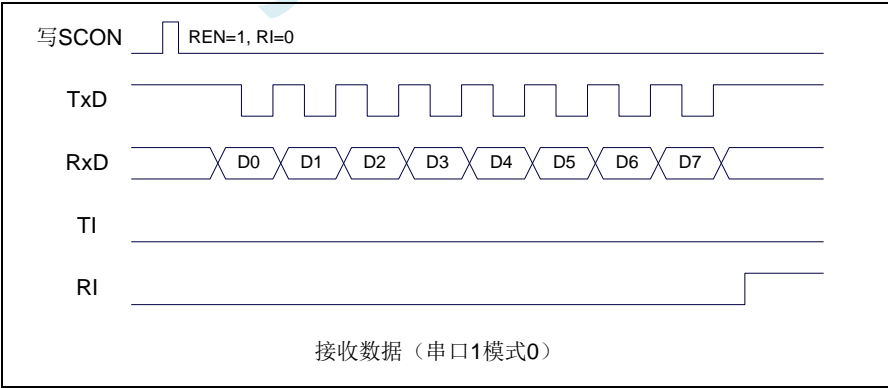 写SCON REN=1, RI=0
TxD
RxD D0 D1 D2 D3 D4 D5 D6 D7
TI
RI
接收数据（串口1模式0）